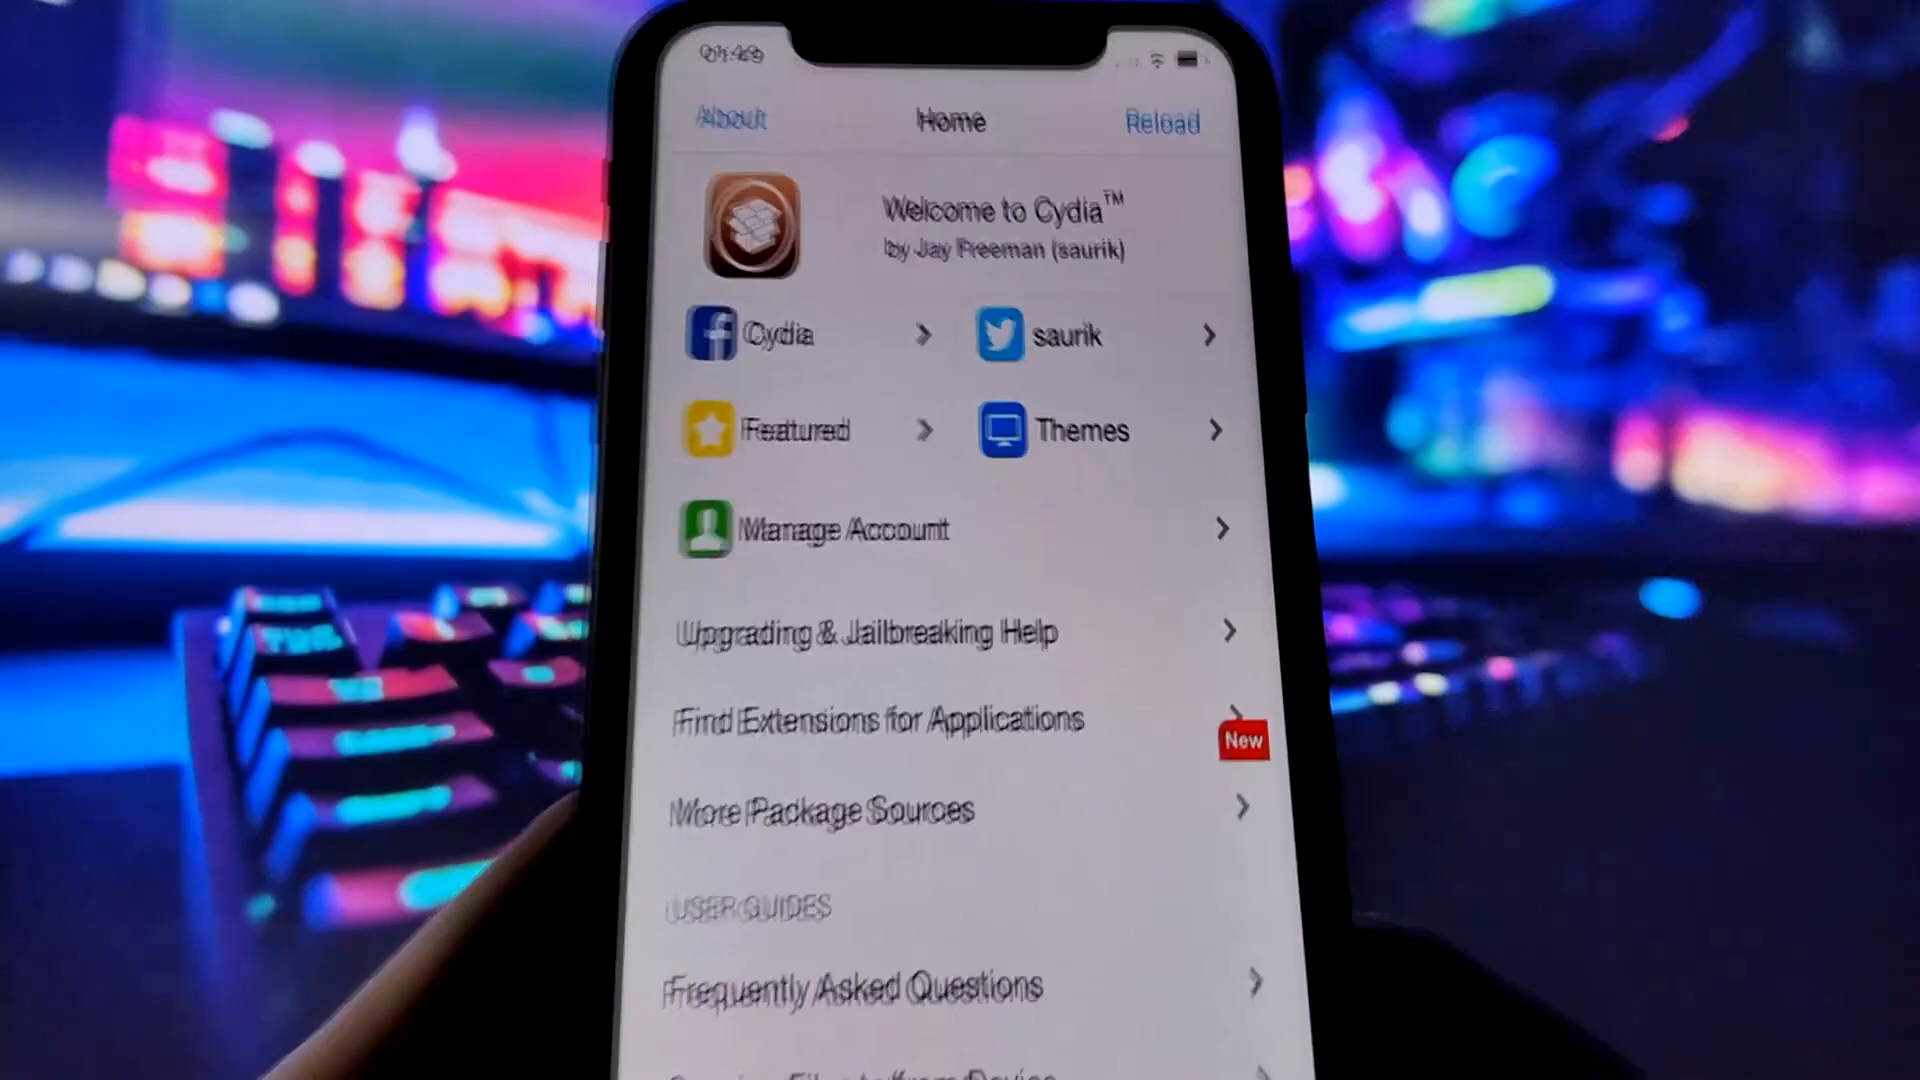 About
Home
Reload
Welcome to Cydia™
by Jay Freeman (saurik)
Cydia
saurik
Featured
Themes
Manage Account
Upgrading & Jailbreaking Help
Find Extensions for Applications
New
More Package Sources
USER GUIDES
Frequently Asked Questions